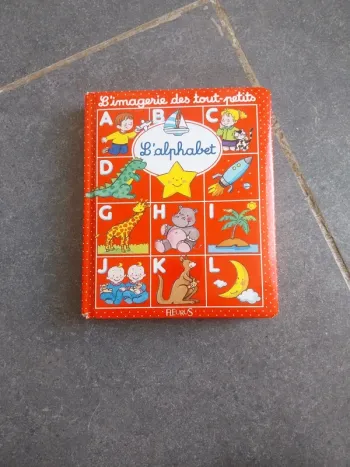 L'imagerie des tout-petits
A B C
L'alphabet
D
G H I
J K L
FLEURUS